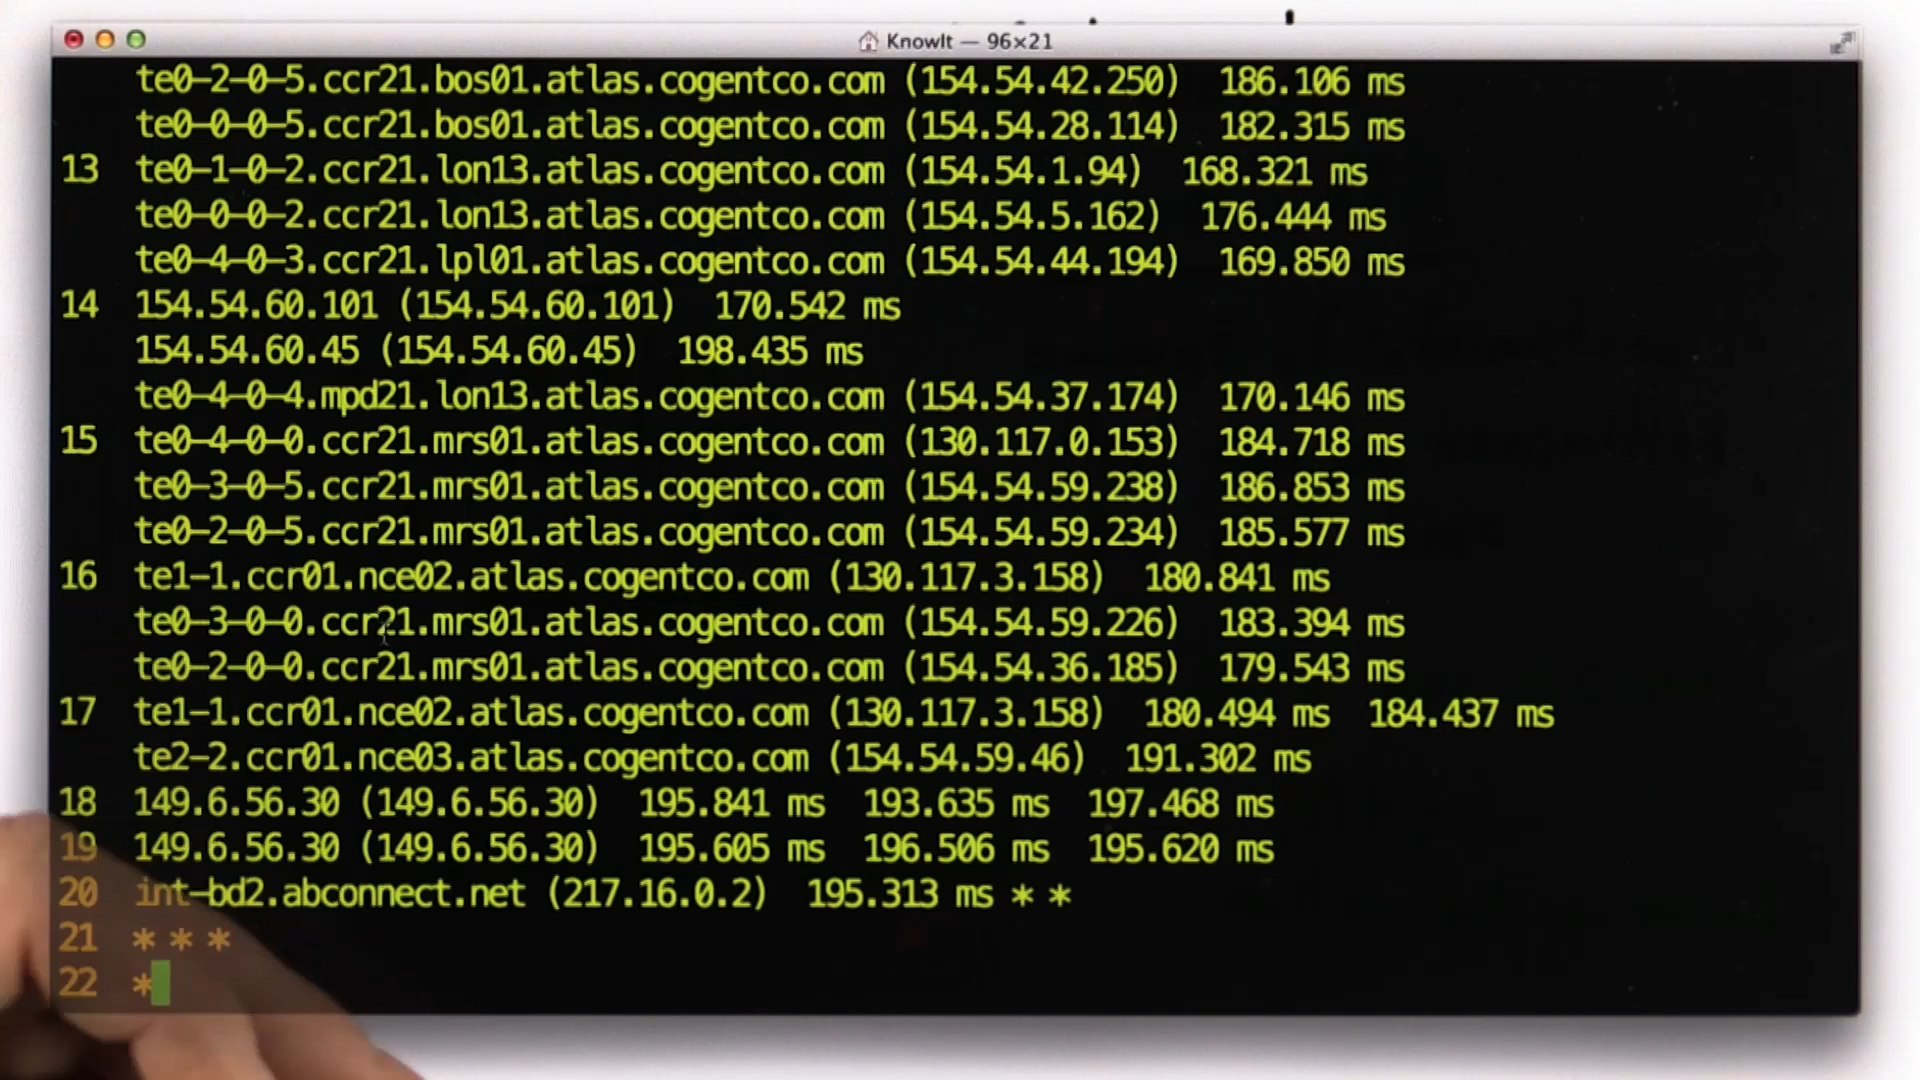 KnowIt — 96×21
te0-2-0-5.ccr21.bos01.atlas.cogentco.com (154.54.42.250)  186.106 ms
te0-0-0-5.ccr21.bos01.atlas.cogentco.com (154.54.28.114)  182.315 ms
13  te0-1-0-2.ccr21.lon13.atlas.cogentco.com (154.54.1.94)  168.321 ms
te0-0-0-2.ccr21.lon13.atlas.cogentco.com (154.54.5.162)  176.444 ms
te0-4-0-3.ccr21.lpl01.atlas.cogentco.com (154.54.44.194)  169.850 ms
14  154.54.60.101 (154.54.60.101)  170.542 ms
154.54.60.45 (154.54.60.45)  198.435 ms
te0-4-0-4.mpd21.lon13.atlas.cogentco.com (154.54.37.174)  170.146 ms
15  te0-4-0-0.ccr21.mrs01.atlas.cogentco.com (130.117.0.153)  184.718 ms
te0-3-0-5.ccr21.mrs01.atlas.cogentco.com (154.54.59.238)  186.853 ms
te0-2-0-5.ccr21.mrs01.atlas.cogentco.com (154.54.59.234)  185.577 ms
16  te1-1.ccr01.nce02.atlas.cogentco.com (130.117.3.158)  180.841 ms
te0-3-0-0.ccr21.mrs01.atlas.cogentco.com (154.54.59.226)  183.394 ms
te0-2-0-0.ccr21.mrs01.atlas.cogentco.com (154.54.36.185)  179.543 ms
17  te1-1.ccr01.nce02.atlas.cogentco.com (130.117.3.158)  180.494 ms  184.437 ms
te2-2.ccr01.nce03.atlas.cogentco.com (154.54.59.46)  191.302 ms
18  149.6.56.30 (149.6.56.30)  195.841 ms  193.635 ms  197.468 ms
19  149.6.56.30 (149.6.56.30)  195.605 ms  196.506 ms  195.620 ms
20  int-bd2.abconnect.net (217.16.0.2)  195.313 ms * *
21  * * *
22  *